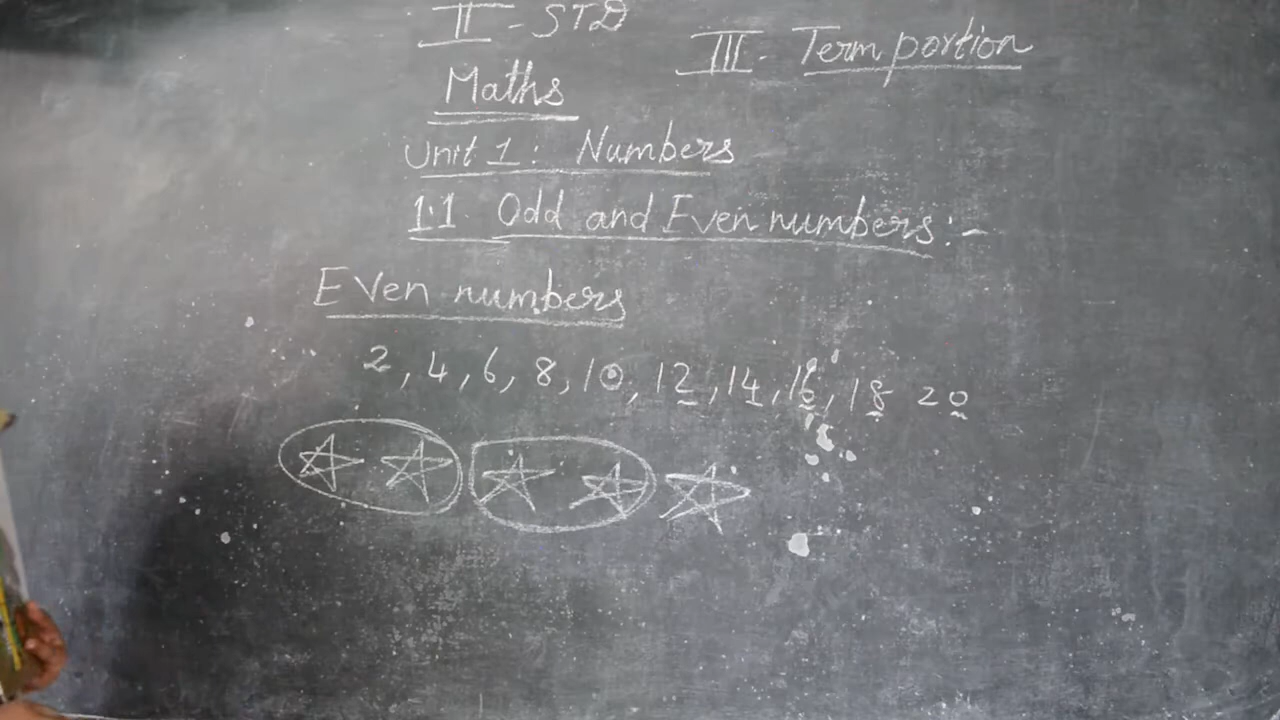 II - STD
III - Term portion
Maths
Unit 1 : Numbers
1.1. Odd and Even numbers :-
Even numbers
2, 4, 6, 8, 10, 12, 14, 16, 18 20